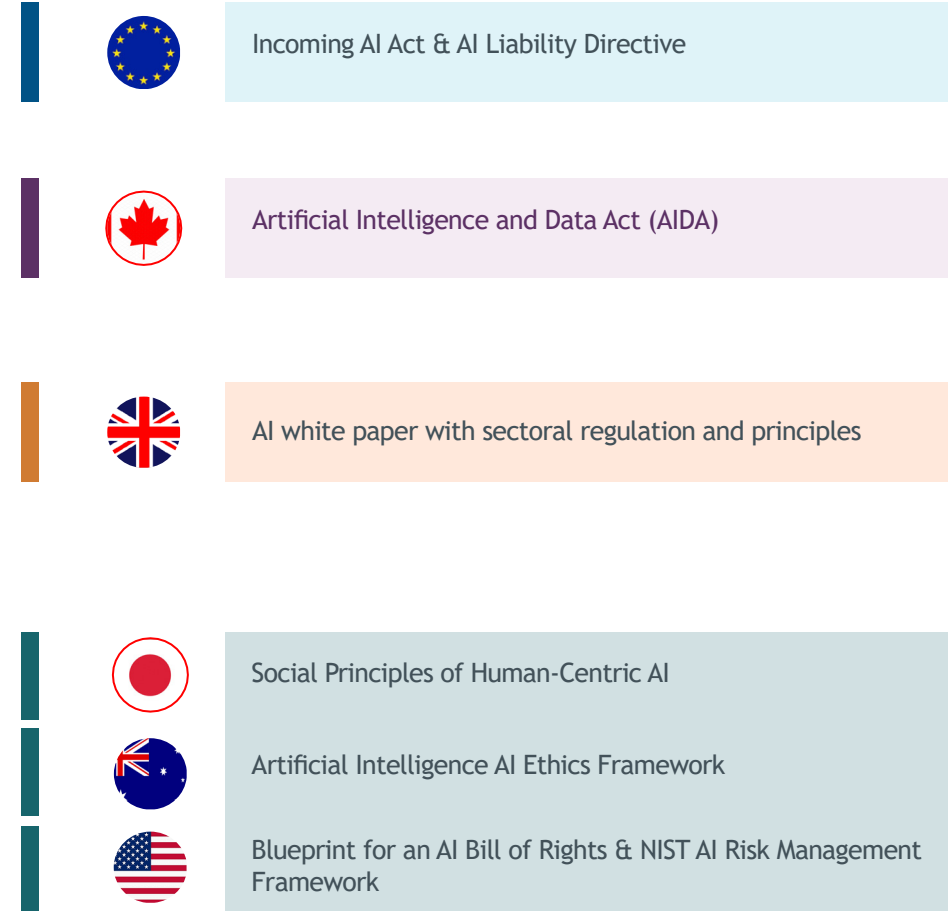 Incoming AI Act & AI Liability Directive
Artificial Intelligence and Data Act (AIDA)
AI white paper with sectoral regulation and principles
Social Principles of Human-Centric AI
Artificial Intelligence AI Ethics Framework
Blueprint for an AI Bill of Rights & NIST AI Risk Management
Framework